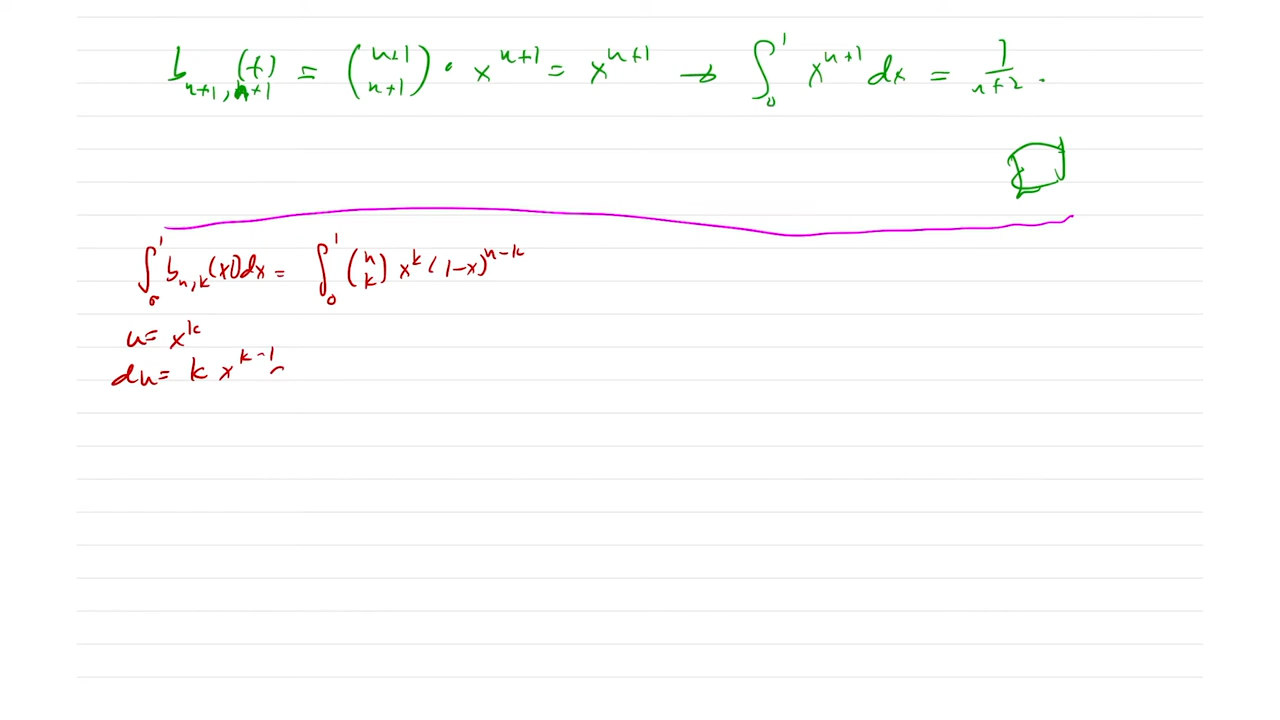 b_{n+1,n+1}(t) = \binom{n+1}{n+1} · x^{n+1} = x^{n+1} → ∫_0^1 x^{n+1} dx = \frac{1}{n+2} .
∫_0^1 b_{n,k}(x)dx = ∫_0^1 \binom{n}{k} x^k (1-x)^{n-k}
u = x^k
du = k x^{k-1}